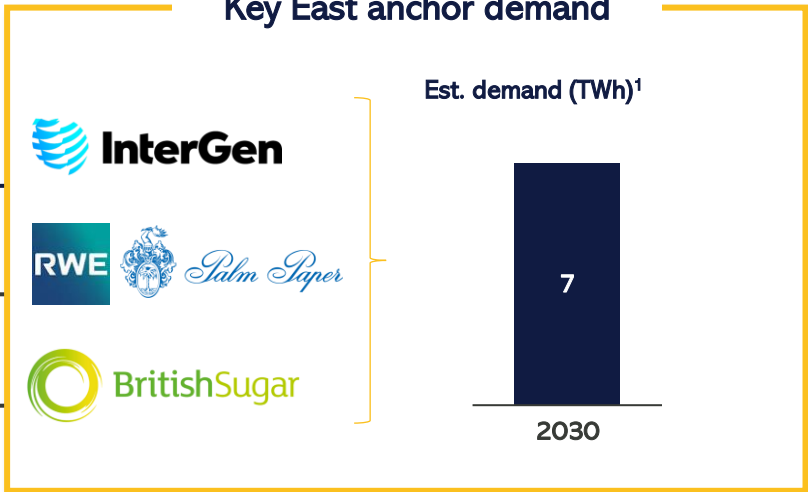 Key East anchor demand
Est. demand (TWh)¹
InterGen
RWE
Palm Paper
BritishSugar
7
2030